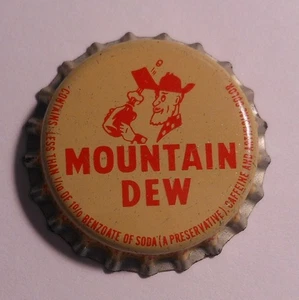 MOUNTAIN
DEW
CONTAINS LESS THAN 1/10 OF 1% BENZOATE OF SODA (A PRESERVATIVE), CAFFEINE AND